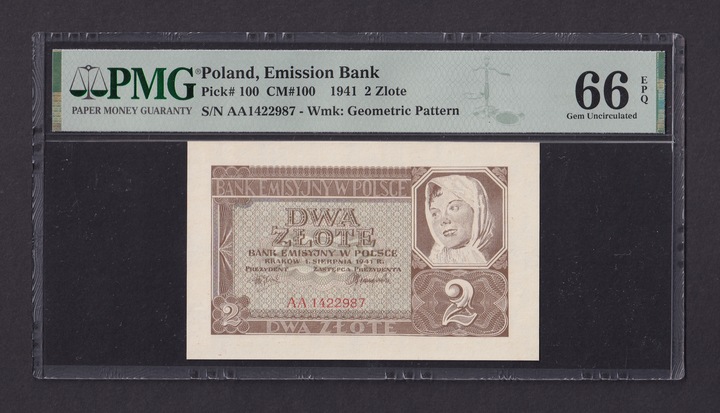 PMG®
PAPER MONEY GUARANTY
Poland, Emission Bank
Pick# 100 CM#100 1941 2 Zlote
S/N AA1422987 - Wmk: Geometric Pattern
66 EPQ
Gem Uncirculated
BANK EMISYJNY W POLSCE
DWA
ZŁOTE
BANK EMISYJNY W POLSCE
KRAKÓW 1. SIERPNIA 1941 R.
PREZYDENT ZASTĘPCA PREZYDENTA
AA 1422987
2
2
DWA ZŁOTE